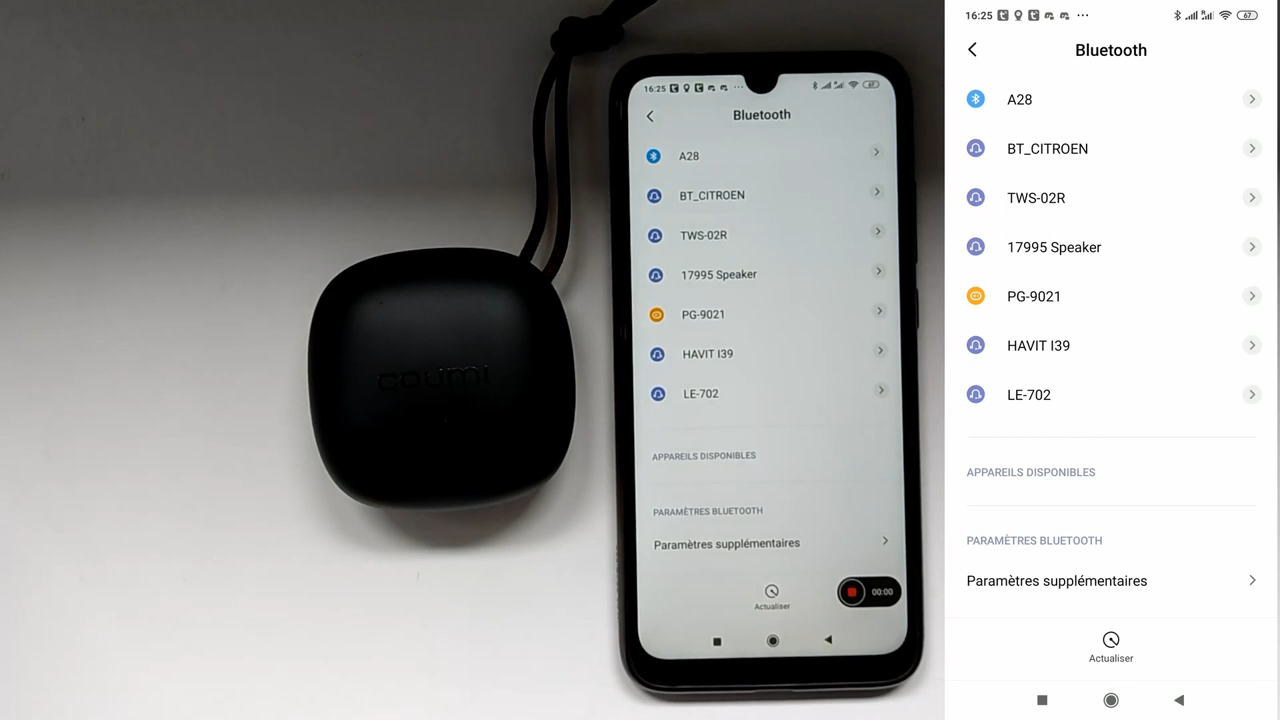 coumi
16:25
Bluetooth
A28
BT_CITROEN
TWS-02R
17995 Speaker
PG-9021
HAVIT I39
LE-702
APPAREILS DISPONIBLES
PARAMÈTRES BLUETOOTH
Paramètres supplémentaires
Actualiser
00:00
16:25
67
Bluetooth
A28
BT_CITROEN
TWS-02R
17995 Speaker
PG-9021
HAVIT I39
LE-702
APPAREILS DISPONIBLES
PARAMÈTRES BLUETOOTH
Paramètres supplémentaires
Actualiser